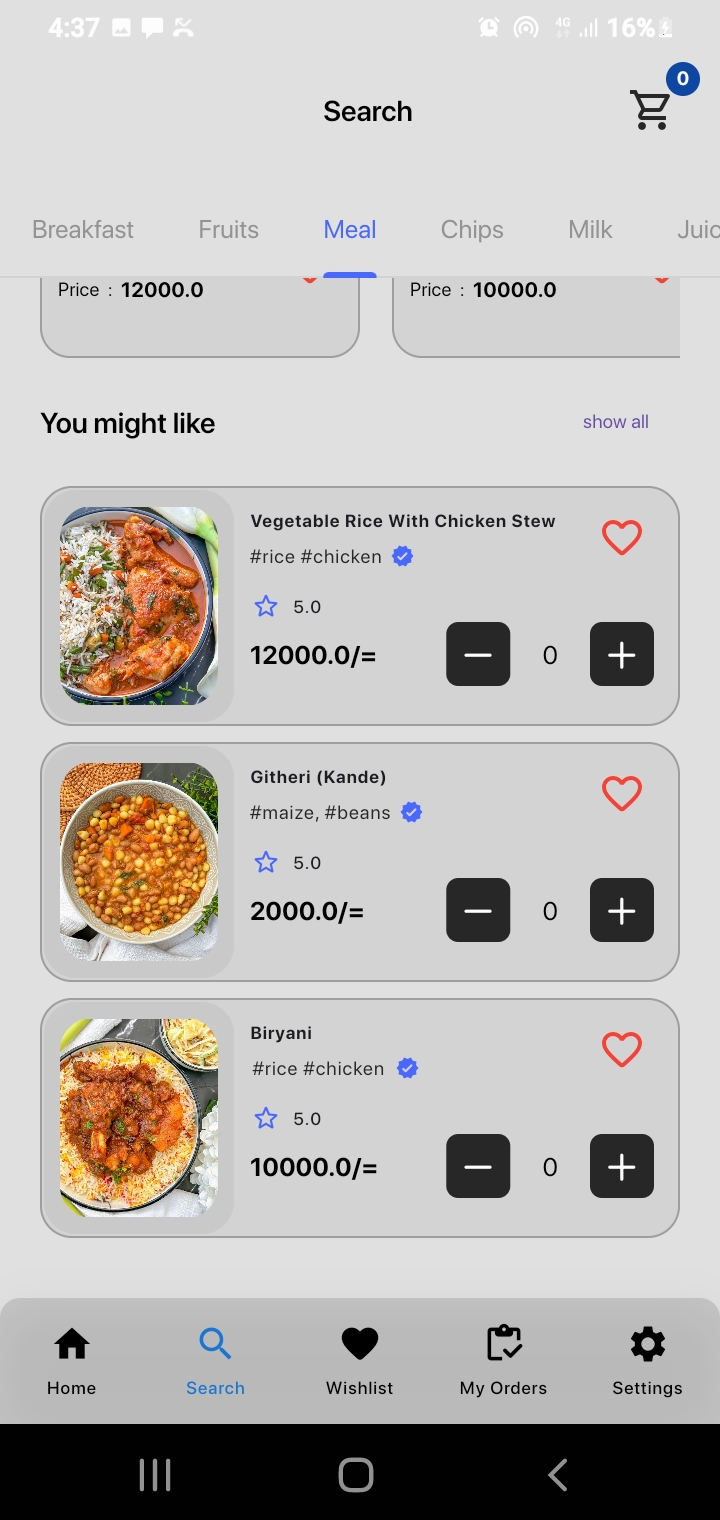 4:37 4G 16%
0
Search
Breakfast Fruits Meal Chips Milk Juic
Price : 12000.0 Price : 10000.0
You might like show all
Vegetable Rice With Chicken Stew
#rice #chicken
5.0
12000.0/= 0
Githeri (Kande)
#maize, #beans
5.0
2000.0/= 0
Biryani
#rice #chicken
5.0
10000.0/= 0
Home Search Wishlist My Orders Settings